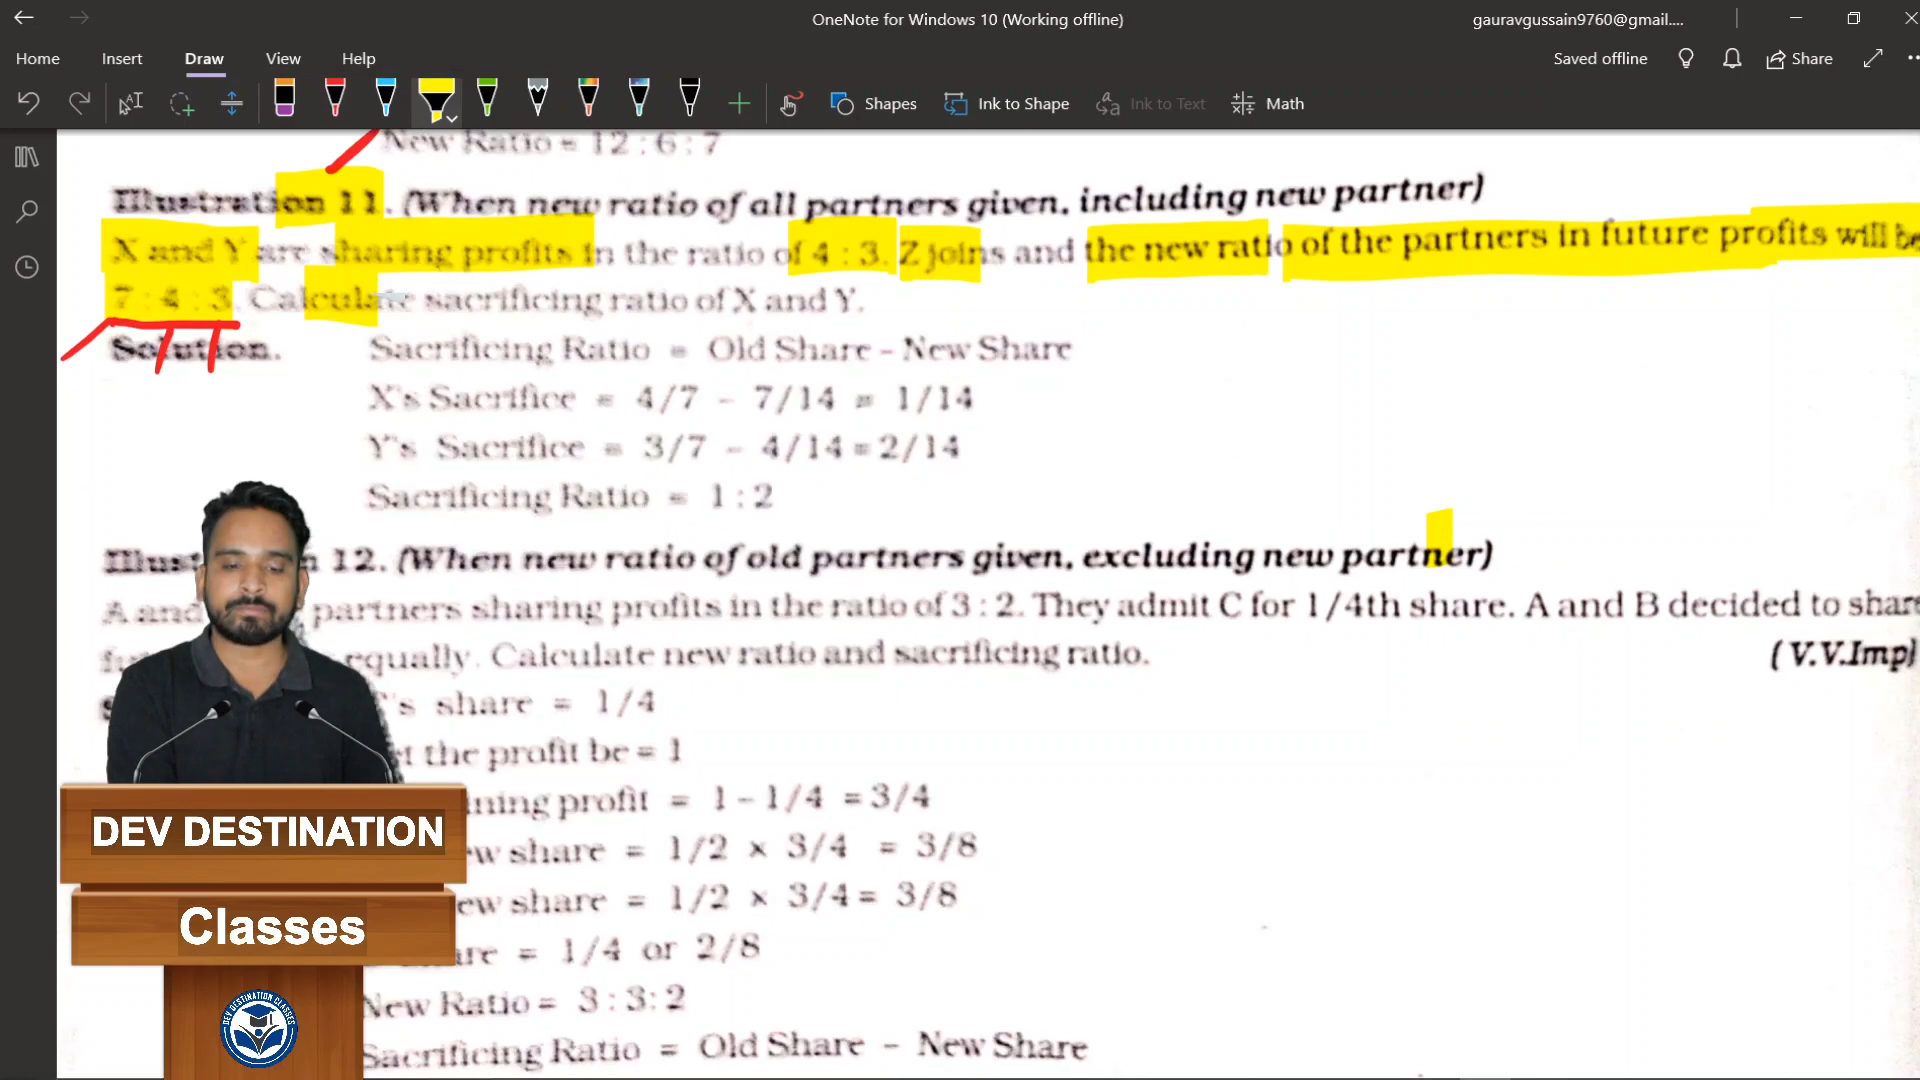 OneNote for Windows 10 (Working offline)
gauravgussain9760@gmail....
Home Insert Draw View Help
Saved offline
Share
Shapes Ink to Shape Ink to Text Math
New Ratio = 12 : 6 : 7
Illustration 11. (When new ratio of all partners given, including new partner)
X and Y are sharing profits in the ratio of 4 : 3. Z joins and the new ratio of the partners in future profits will be
7 : 4 : 3. Calculate sacrificing ratio of X and Y.
Solution. Sacrificing Ratio = Old Share - New Share
X's Sacrifice = 4/7 - 7/14 = 1/14
Y's Sacrifice = 3/7 - 4/14 = 2/14
Sacrificing Ratio = 1 : 2
12. (When new ratio of old partners given, excluding new partner)
A and partners sharing profits in the ratio of 3 : 2. They admit C for 1/4th share. A and B decided to share
equally. Calculate new ratio and sacrificing ratio.
( V.V.Imp)
's share = 1/4
the profit be = 1
profit = 1 - 1/4 = 3/4
share = 1/2 × 3/4 = 3/8
share = 1/2 × 3/4 = 3/8
= 1/4 or 2/8
New Ratio = 3 : 3 : 2
Sacrificing Ratio = Old Share - New Share
DEV DESTINATION
Classes
DEV DESTINATION CLASSES